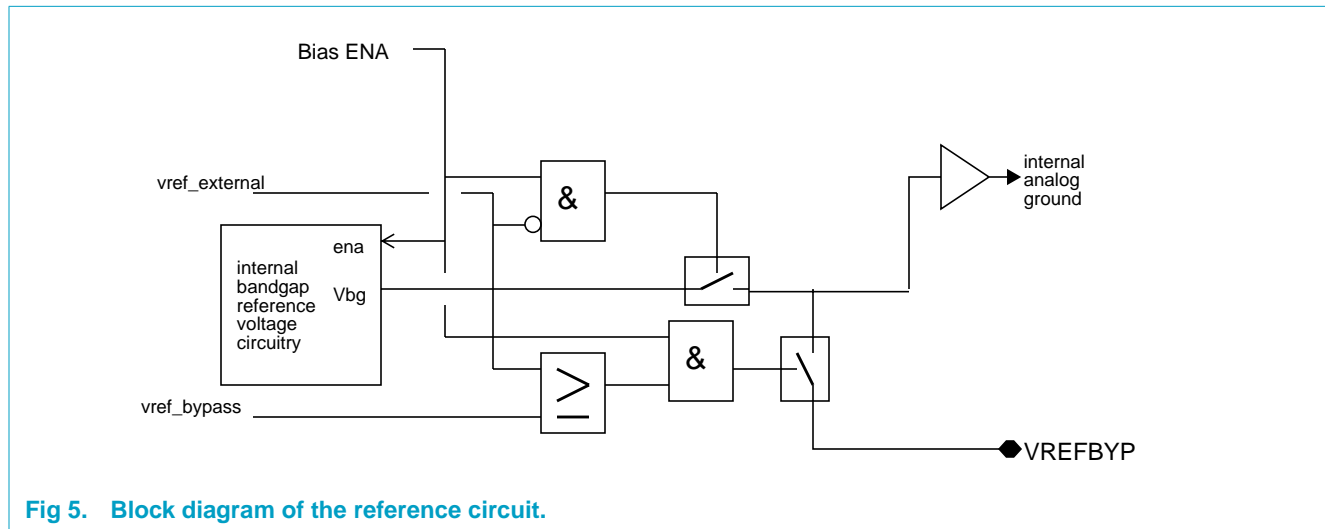 Bias ENA
vref_external
&
internal
analog
ground
ena
internal
bandgap
reference
voltage
circuitry
Vbg
&
≥
vref_bypass
VREFBYP
Fig 5. Block diagram of the reference circuit.